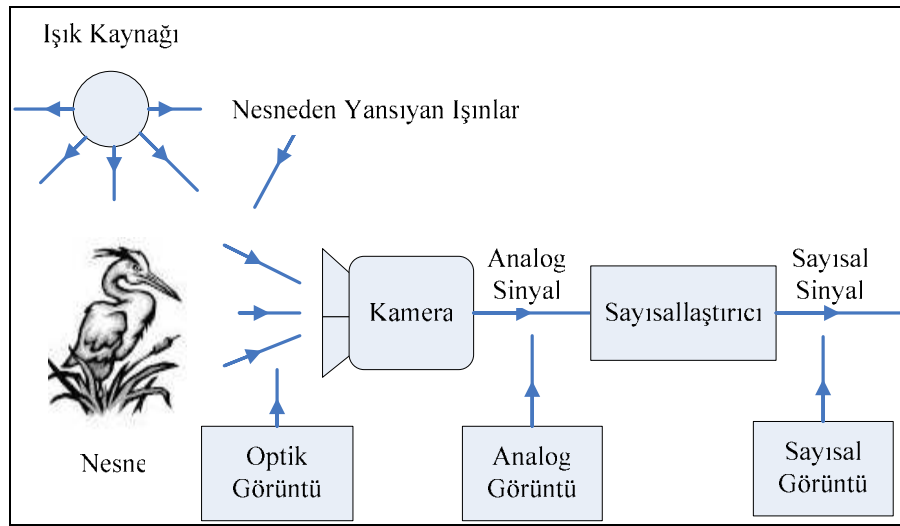 Işık Kaynağı
Nesneden Yansıyan Işınlar
Analog
Sinyal
Sayısal
Sinyal
Kamera
Sayısallaştırıcı
Nesne
Optik
Görüntü
Analog
Görüntü
Sayısal
Görüntü